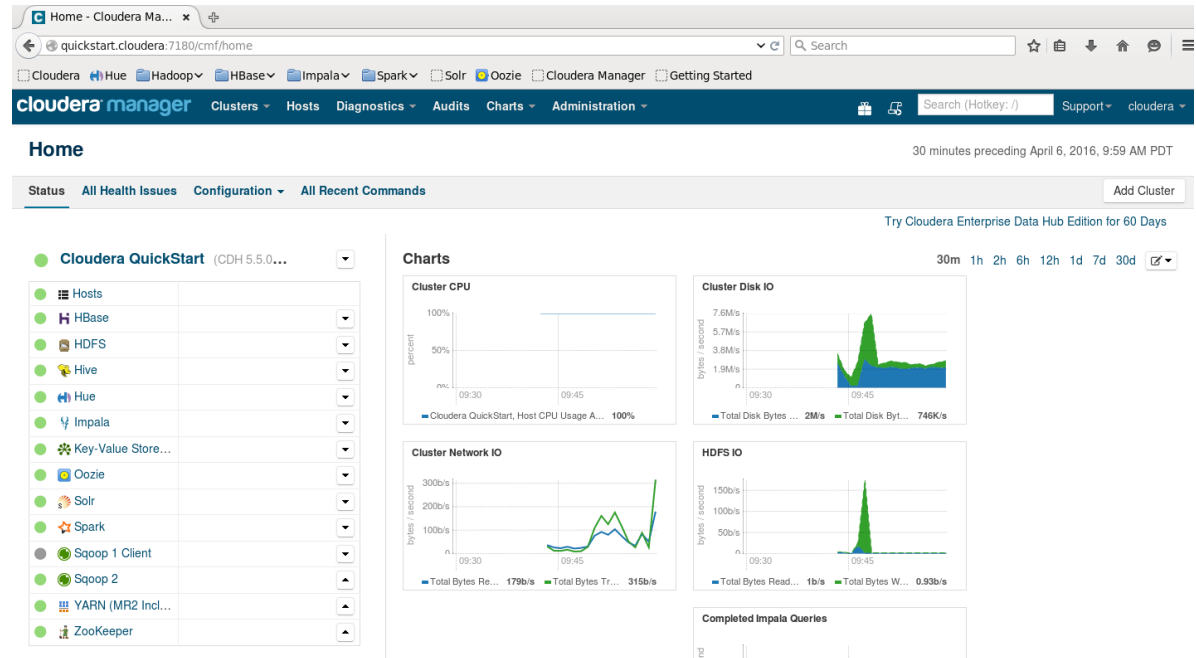 Home - Cloudera Ma...
quickstart.cloudera:7180/cmf/home
Search
Cloudera Hue Hadoop HBase Impala Spark Solr Oozie Cloudera Manager Getting Started
cloudera manager Clusters Hosts Diagnostics Audits Charts Administration Search (Hotkey: /) Support cloudera
Home
30 minutes preceding April 6, 2016, 9:59 AM PDT
Status All Health Issues Configuration All Recent Commands Add Cluster
Try Cloudera Enterprise Data Hub Edition for 60 Days
Cloudera QuickStart (CDH 5.5.0...
Hosts
HBase
HDFS
Hive
Hue
Impala
Key-Value Store...
Oozie
Solr
Spark
Sqoop 1 Client
Sqoop 2
YARN (MR2 Incl...
ZooKeeper
Charts
30m 1h 2h 6h 12h 1d 7d 30d
Cluster CPU
percent
100%
50%
0%
09:30 09:45
Cloudera QuickStart, Host CPU Usage A... 100%
Cluster Disk IO
bytes / second
7.6M/s
5.7M/s
3.8M/s
1.9M/s
0
09:30 09:45
Total Disk Bytes ... 2M/s Total Disk Byt... 746K/s
Cluster Network IO
bytes / second
300b/s
200b/s
100b/s
0
09:30 09:45
Total Bytes Re... 179b/s Total Bytes Tr... 315b/s
HDFS IO
bytes / second
150b/s
100b/s
50b/s
0
09:30 09:45
Total Bytes Read... 1b/s Total Bytes W... 0.93b/s
Completed Impala Queries